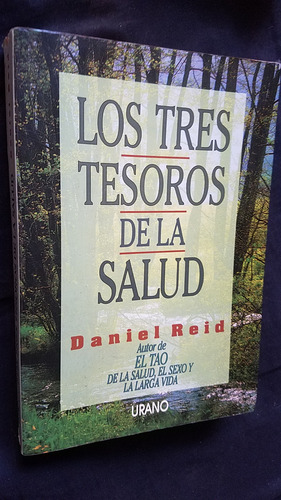 LOS TRES
TESOROS
DE LA
SALUD
Daniel Reid
Autor de
EL TAO
DE LA SALUD, EL SEXO Y
LA LARGA VIDA
URANO